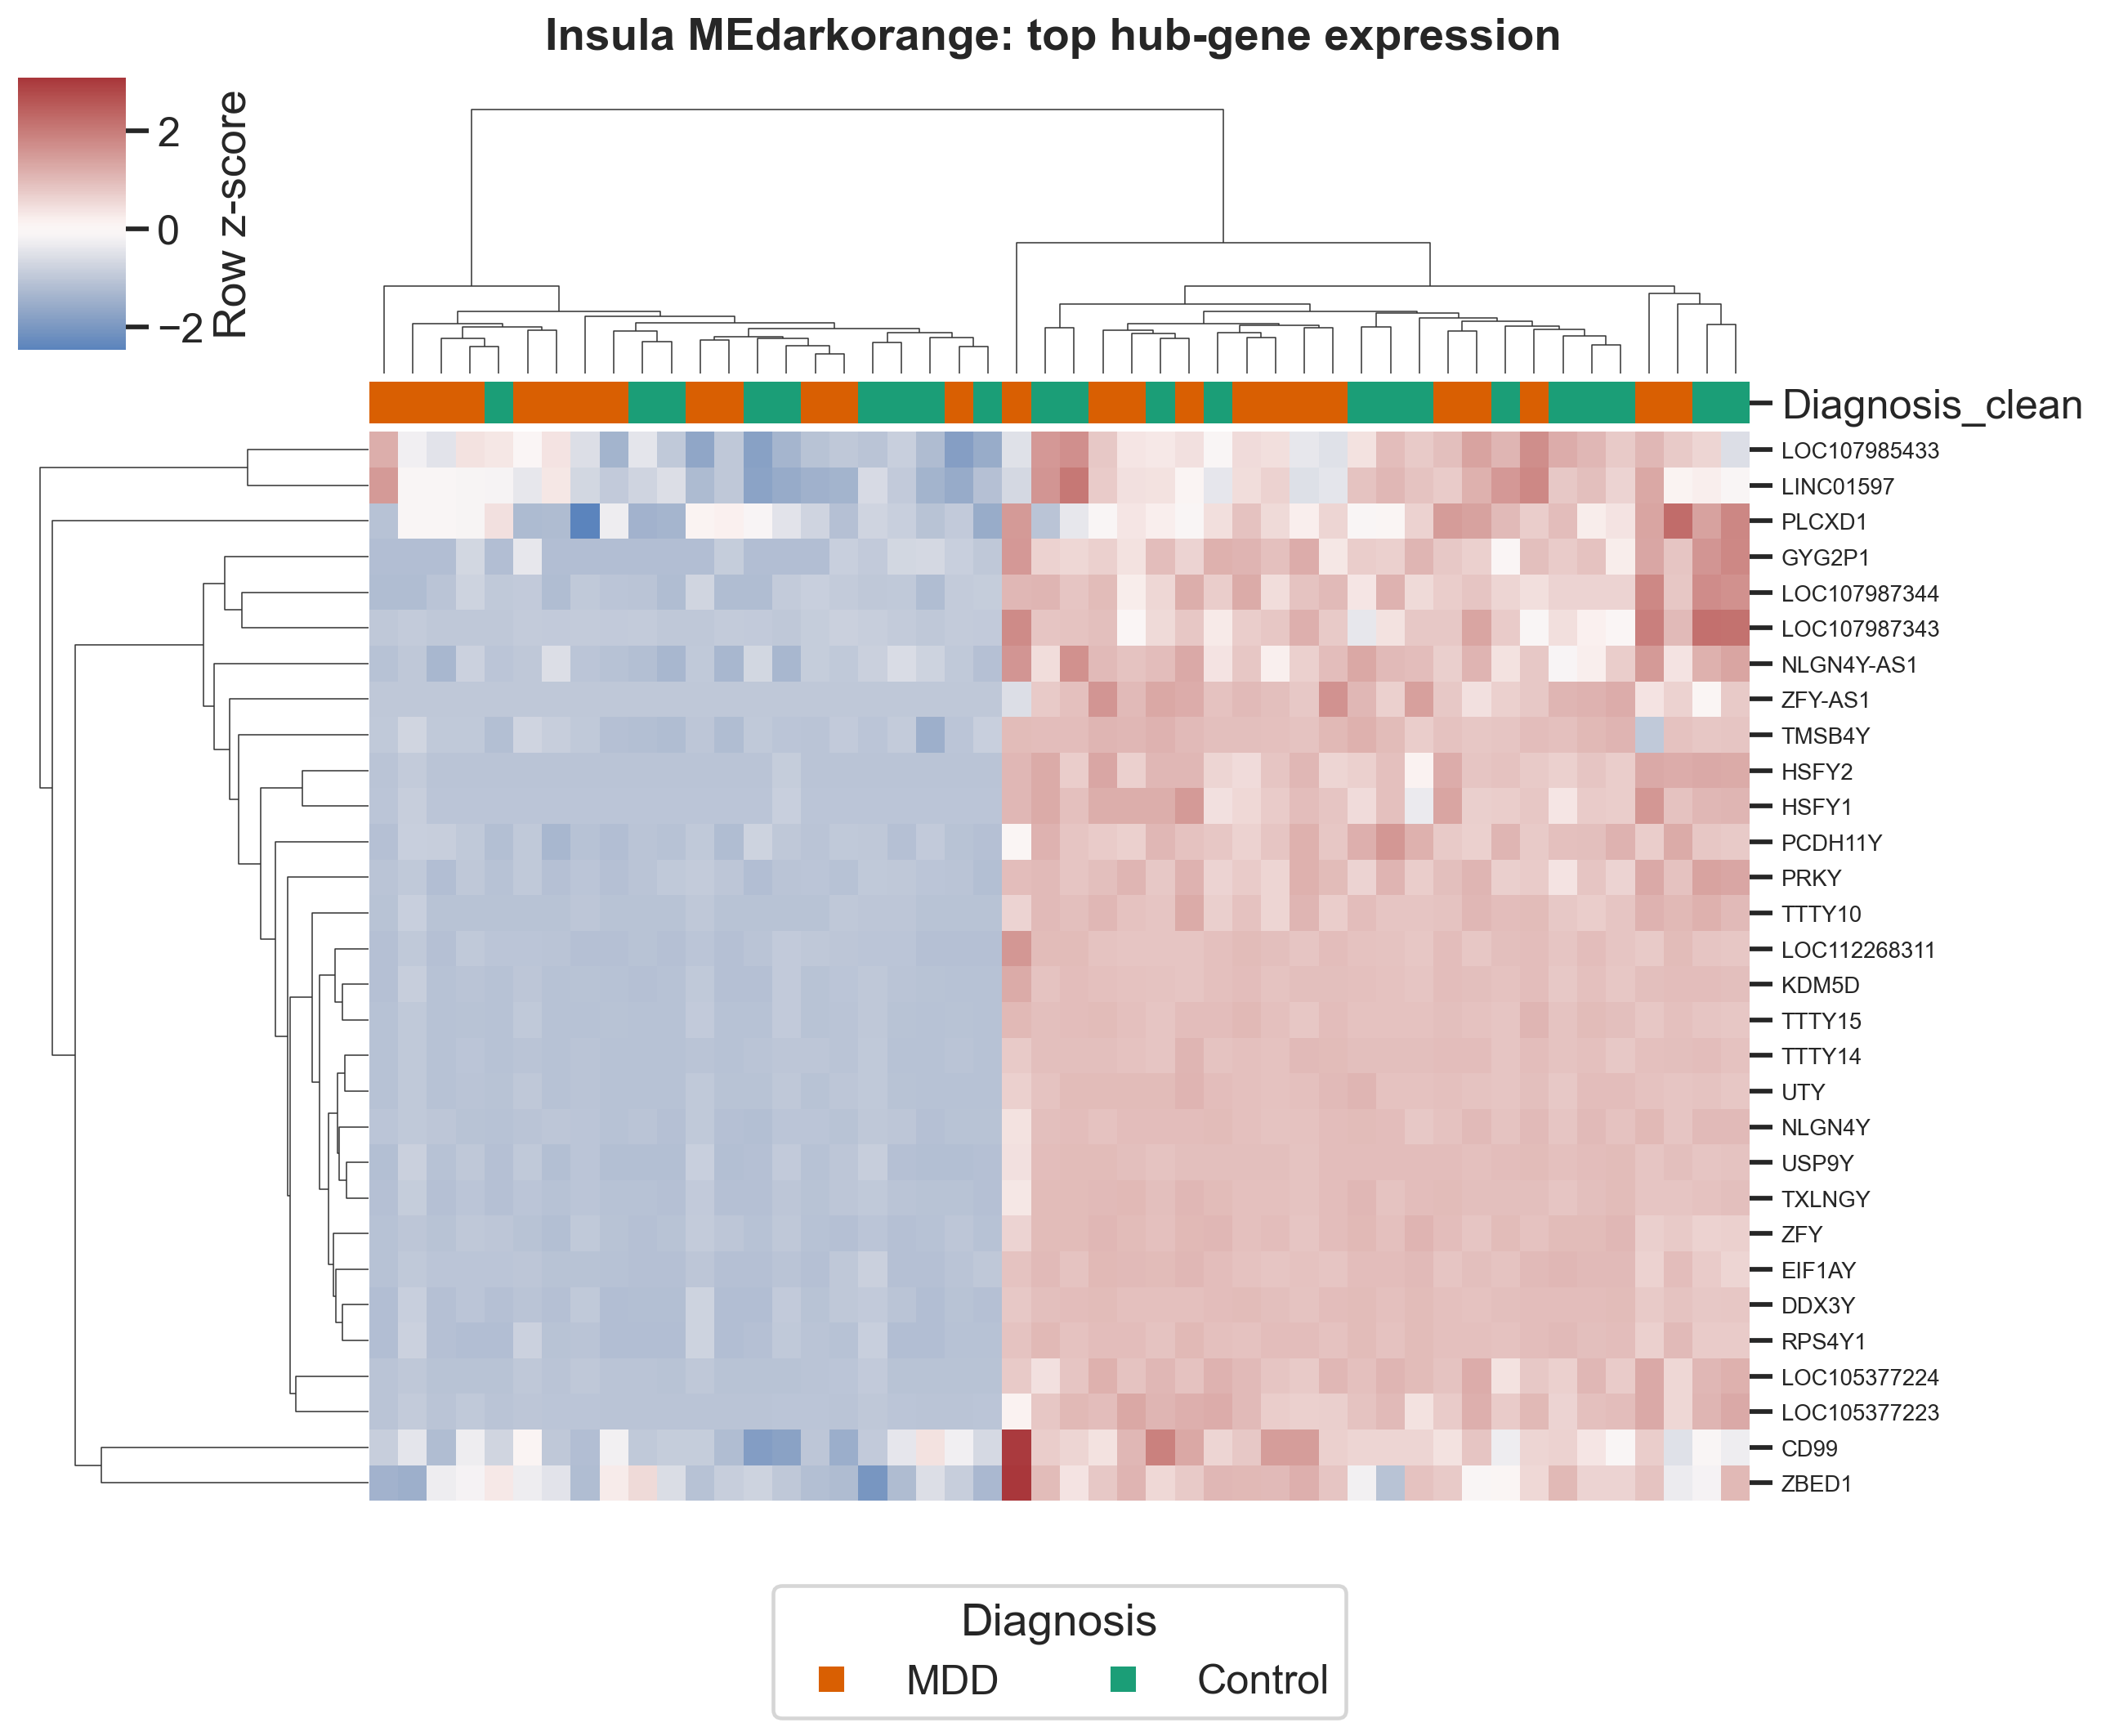 Insula MEdarkorange: top hub-gene expression
2
0
−2
Row z-score
Diagnosis_clean
LOC107985433
LINC01597
PLCXD1
GYG2P1
LOC107987344
LOC107987343
NLGN4Y-AS1
ZFY-AS1
TMSB4Y
HSFY2
HSFY1
PCDH11Y
PRKY
TTTY10
LOC112268311
KDM5D
TTTY15
TTTY14
UTY
NLGN4Y
USP9Y
TXLNGY
ZFY
EIF1AY
DDX3Y
RPS4Y1
LOC105377224
LOC105377223
CD99
ZBED1
Diagnosis
MDD Control